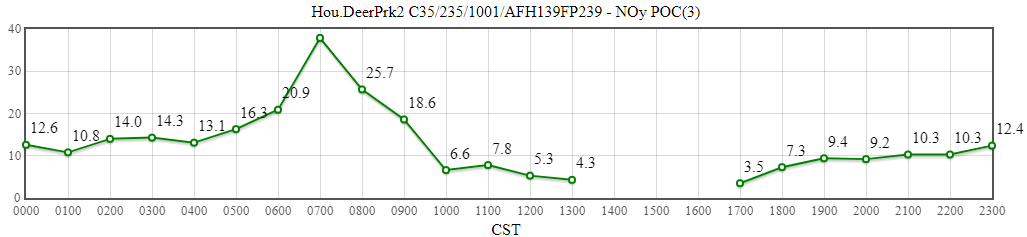 Hou.DeerPrk2 C35/235/1001/AFH139FP239 - NOy POC(3)
40
30
20
10
0
12.6 10.8 14.0 14.3 13.1 16.3 20.9 25.7 18.6 6.6 7.8 5.3 4.3 3.5 7.3 9.4 9.2 10.3 10.3 12.4
0000 0100 0200 0300 0400 0500 0600 0700 0800 0900 1000 1100 1200 1300 1400 1500 1600 1700 1800 1900 2000 2100 2200 2300
CST